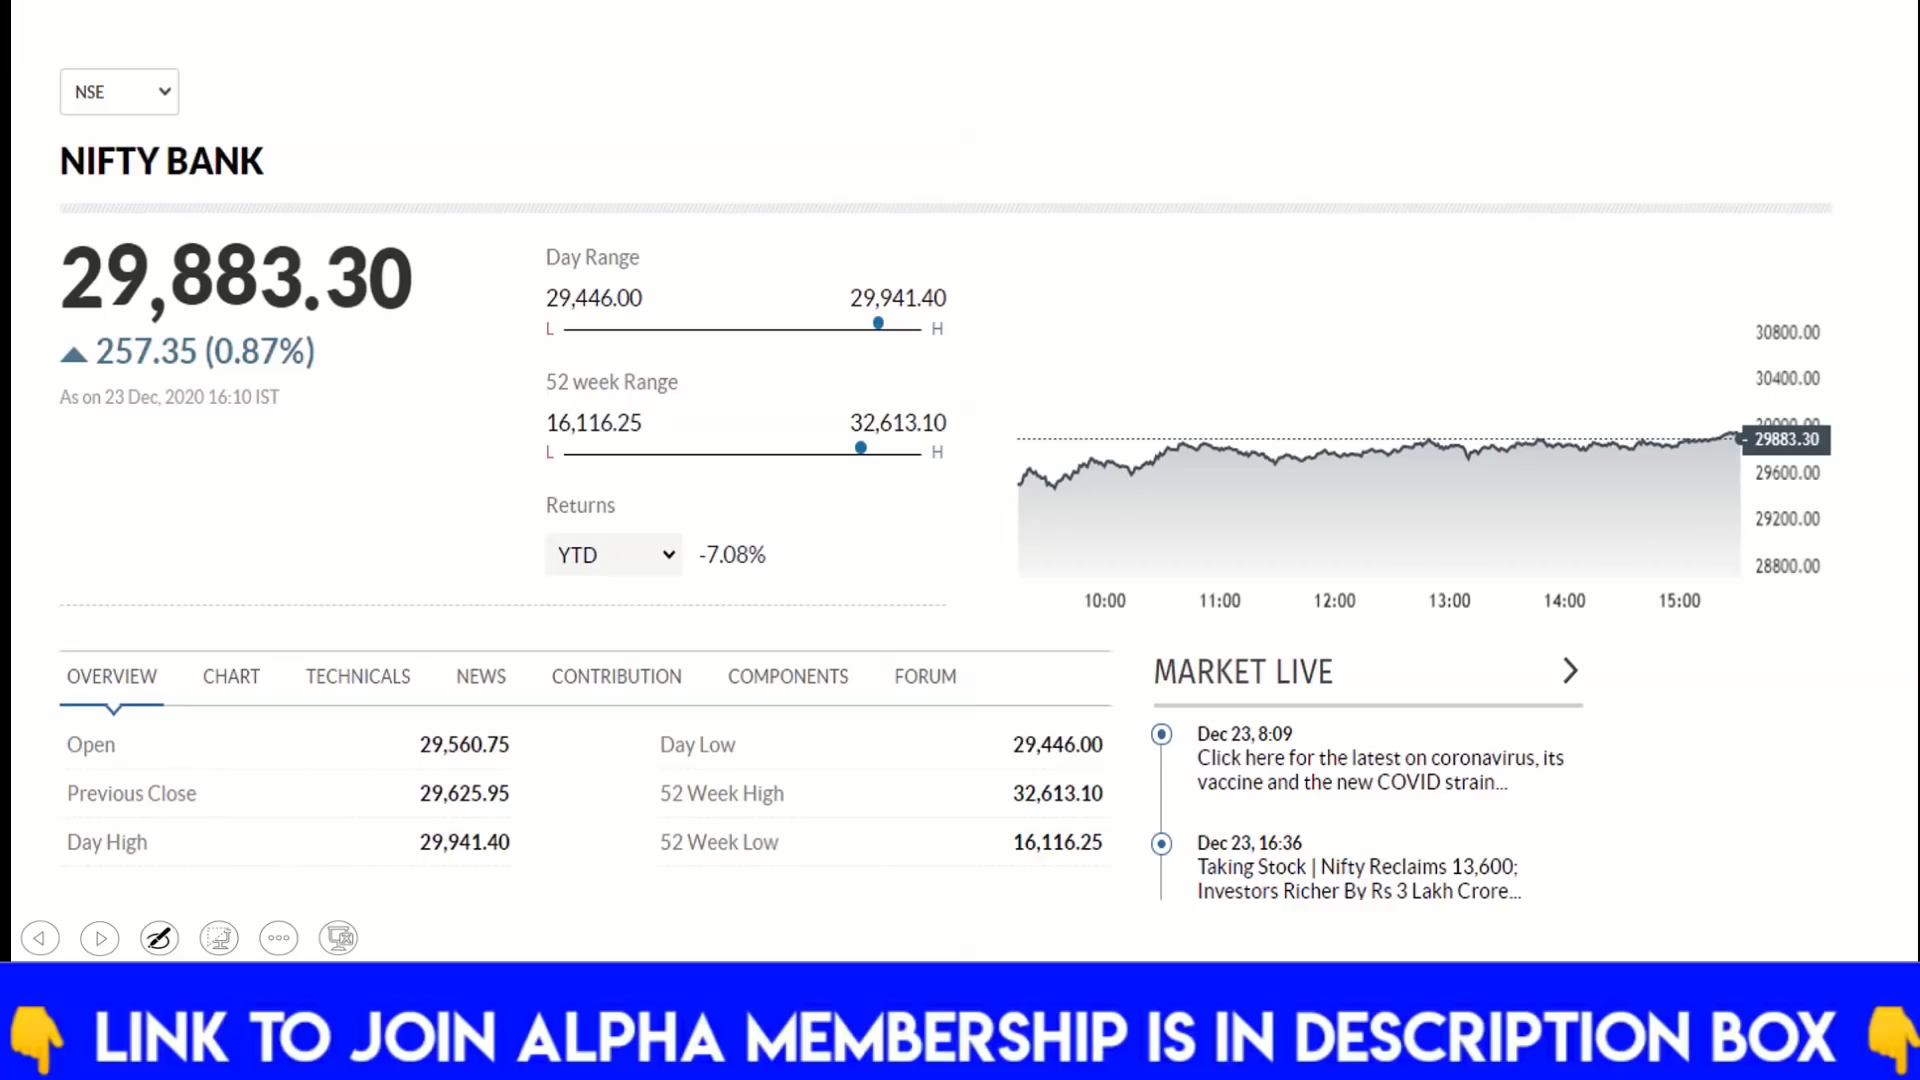 NSE
NIFTY BANK
29,883.30
257.35 (0.87%)
As on 23 Dec, 2020 16:10 IST
Day Range
29,446.00 29,941.40
L H
52 week Range
16,116.25 32,613.10
L H
Returns
YTD -7.08%
30800.00
30400.00
30000.00
29883.30
29600.00
29200.00
28800.00
10:00 11:00 12:00 13:00 14:00 15:00
OVERVIEW CHART TECHNICALS NEWS CONTRIBUTION COMPONENTS FORUM
Open 29,560.75 Day Low 29,446.00
Previous Close 29,625.95 52 Week High 32,613.10
Day High 29,941.40 52 Week Low 16,116.25
MARKET LIVE
Dec 23, 8:09
Click here for the latest on coronavirus, its
vaccine and the new COVID strain...
Dec 23, 16:36
Taking Stock | Nifty Reclaims 13,600;
Investors Richer By Rs 3 Lakh Crore...
LINK TO JOIN ALPHA MEMBERSHIP IS IN DESCRIPTION BOX